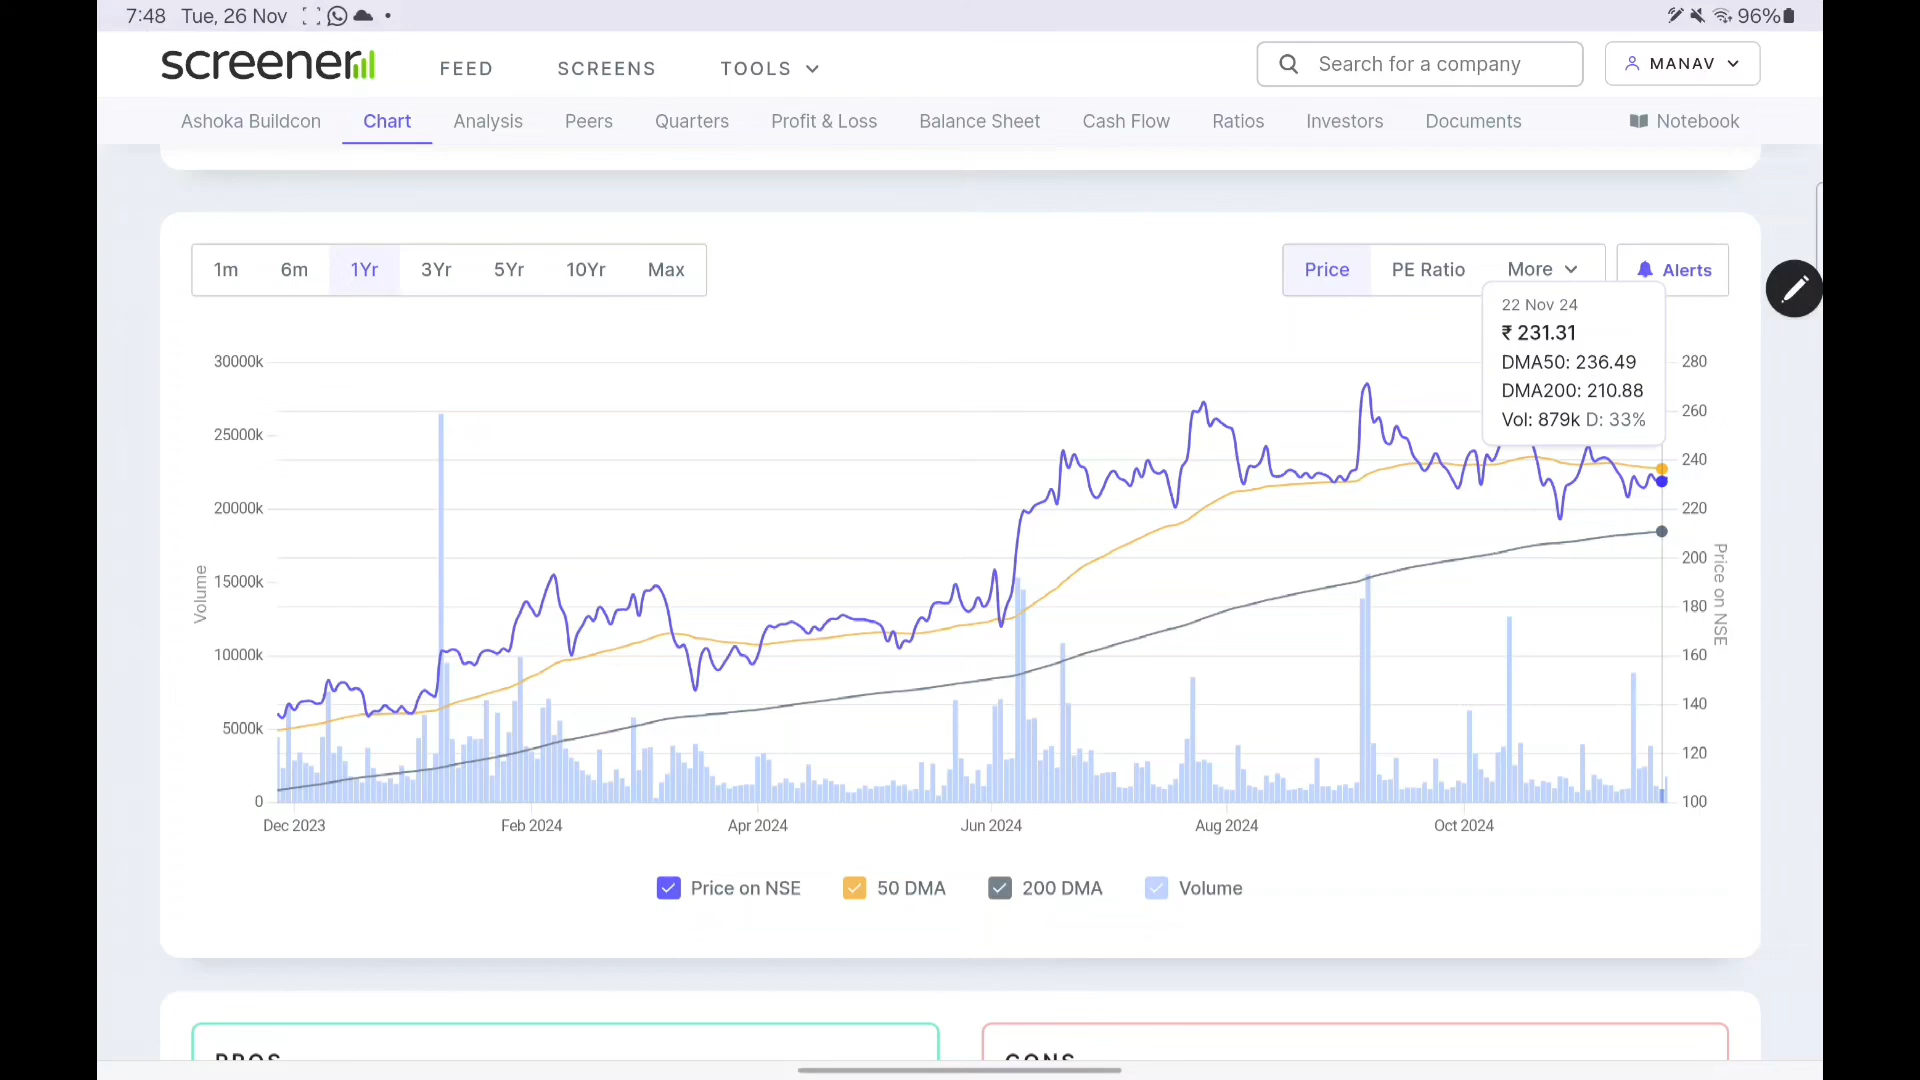 7:48 Tue, 26 Nov
96%
screener
FEED SCREENS TOOLS
Search for a company
MANAV
Ashoka Buildcon Chart Analysis Peers Quarters Profit & Loss Balance Sheet Cash Flow Ratios Investors Documents Notebook
1m 6m 1Yr 3Yr 5Yr 10Yr Max
Price PE Ratio More
Alerts
22 Nov 24
₹ 231.31
DMA50: 236.49
DMA200: 210.88
Vol: 879k D: 33%
30000k
25000k
20000k
15000k
10000k
5000k
0
Volume
280
260
240
220
200
180
160
140
120
100
Price on NSE
Dec 2023 Feb 2024 Apr 2024 Jun 2024 Aug 2024 Oct 2024
Price on NSE 50 DMA 200 DMA Volume
PROS
CONS